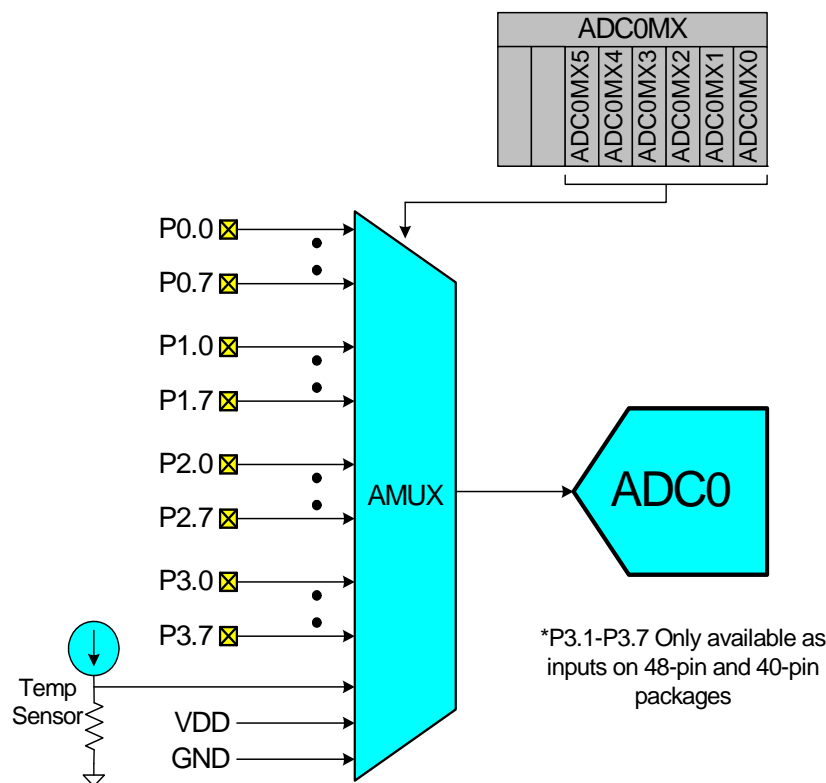 ADC0MX
ADC0MX5
ADC0MX4
ADC0MX3
ADC0MX2
ADC0MX1
ADC0MX0
P0.0
P0.7
P1.0
P1.7
P2.0
P2.7
P3.0
P3.7
Temp
Sensor
VDD
GND
AMUX
ADC0
*P3.1-P3.7 Only available as
inputs on 48-pin and 40-pin
packages